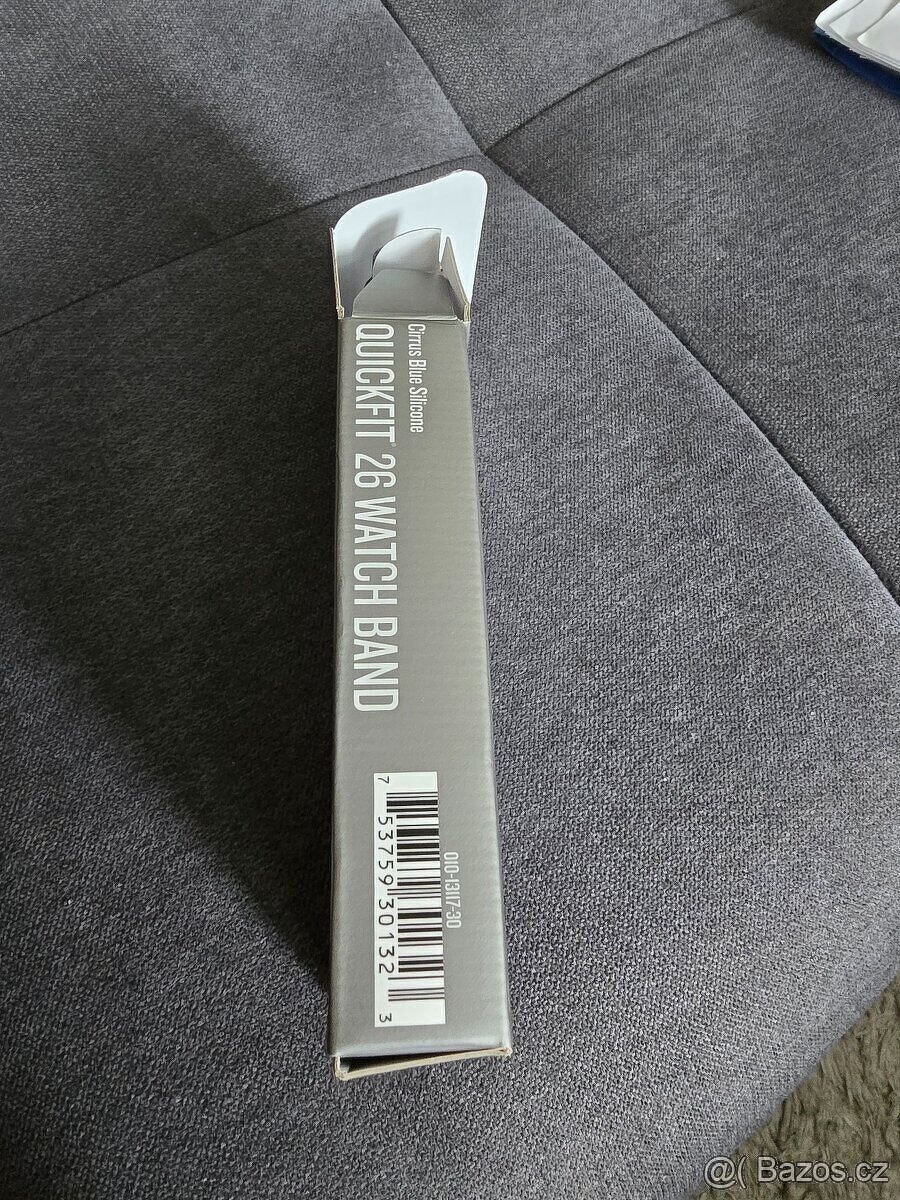 Cirrus Blue Silicone
QUICKFIT® 26 WATCH BAND
010-13117-30
7 53759 30132 3
@( Bazos.cz